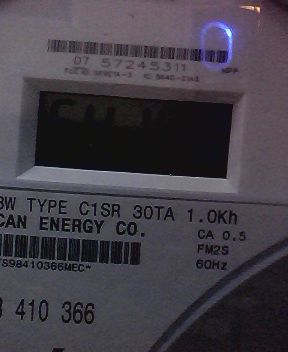 07 57245311
3W TYPE C1SR 30TA 1.0Kh
CAN ENERGY CO.
CA 0.5
FM2S
60Hz
*S98410366MEC*
410 366